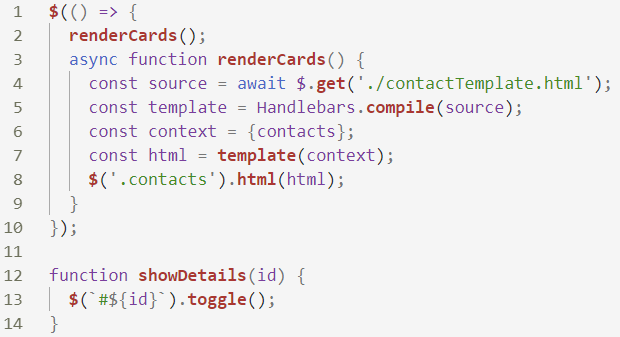 1 $(() => {
2 renderCards();
3 async function renderCards() {
4 const source = await $.get('./contactTemplate.html');
5 const template = Handlebars.compile(source);
6 const context = {contacts};
7 const html = template(context);
8 $('.contacts').html(html);
9 }
10 });
11
12 function showDetails(id) {
13 $(`#${id}`).toggle();
14 }